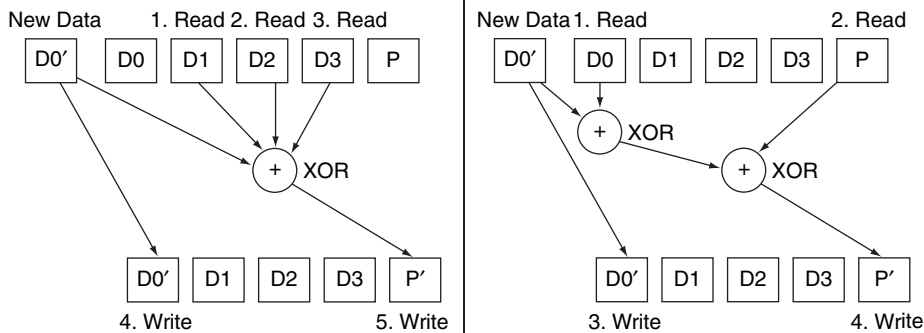 New Data 1. Read 2. Read 3. Read
D0′ D0 D1 D2 D3 P
+ XOR
D0′ D1 D2 D3 P′
4. Write 5. Write
New Data 1. Read 2. Read
D0′ D0 D1 D2 D3 P
+ XOR
+ XOR
D0′ D1 D2 D3 P′
3. Write 4. Write